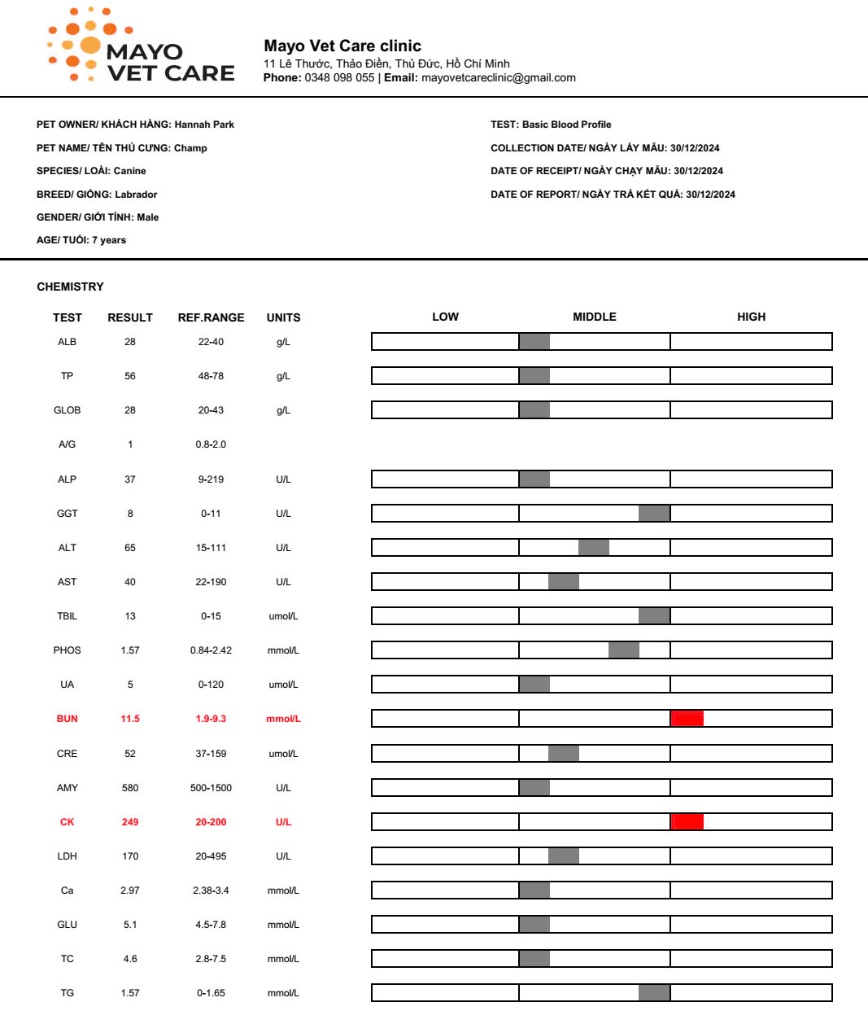 MAYO
VET CARE
Mayo Vet Care clinic
11 Lê Thước, Thảo Điền, Thủ Đức, Hồ Chí Minh
Phone: 0348 098 055 | Email: mayovetcareclinic@gmail.com
PET OWNER/ KHÁCH HÀNG: Hannah Park
TEST: Basic Blood Profile
PET NAME/ TÊN THÚ CƯNG: Champ
COLLECTION DATE/ NGÀY LẤY MẪU: 30/12/2024
SPECIES/ LOÀI: Canine
DATE OF RECEIPT/ NGÀY CHẠY MẪU: 30/12/2024
BREED/ GIỐNG: Labrador
DATE OF REPORT/ NGÀY TRẢ KẾT QUẢ: 30/12/2024
GENDER/ GIỚI TÍNH: Male
AGE/ TUỔI: 7 years
CHEMISTRY
TEST RESULT REF.RANGE UNITS LOW MIDDLE HIGH
ALB 28 22-40 g/L
TP 56 48-78 g/L
GLOB 28 20-43 g/L
A/G 1 0.8-2.0
ALP 37 9-219 U/L
GGT 8 0-11 U/L
ALT 65 15-111 U/L
AST 40 22-190 U/L
TBIL 13 0-15 umol/L
PHOS 1.57 0.84-2.42 mmol/L
UA 5 0-120 umol/L
BUN 11.5 1.9-9.3 mmol/L
CRE 52 37-159 umol/L
AMY 580 500-1500 U/L
CK 249 20-200 U/L
LDH 170 20-495 U/L
Ca 2.97 2.38-3.4 mmol/L
GLU 5.1 4.5-7.8 mmol/L
TC 4.6 2.8-7.5 mmol/L
TG 1.57 0-1.65 mmol/L